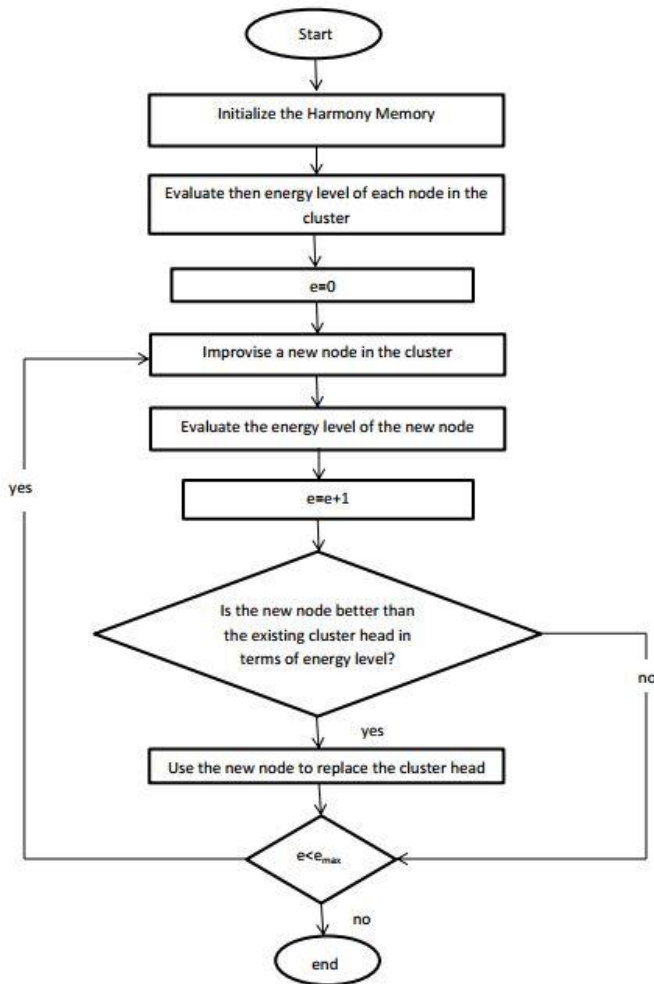 Start
Initialize the Harmony Memory
Evaluate then energy level of each node in the
cluster
e=0
Improvise a new node in the cluster
Evaluate the energy level of the new node
yes
e=e+1
Is the new node better than
the existing cluster head in
terms of energy level?
no
yes
Use the new node to replace the cluster head
e<emax
no
end